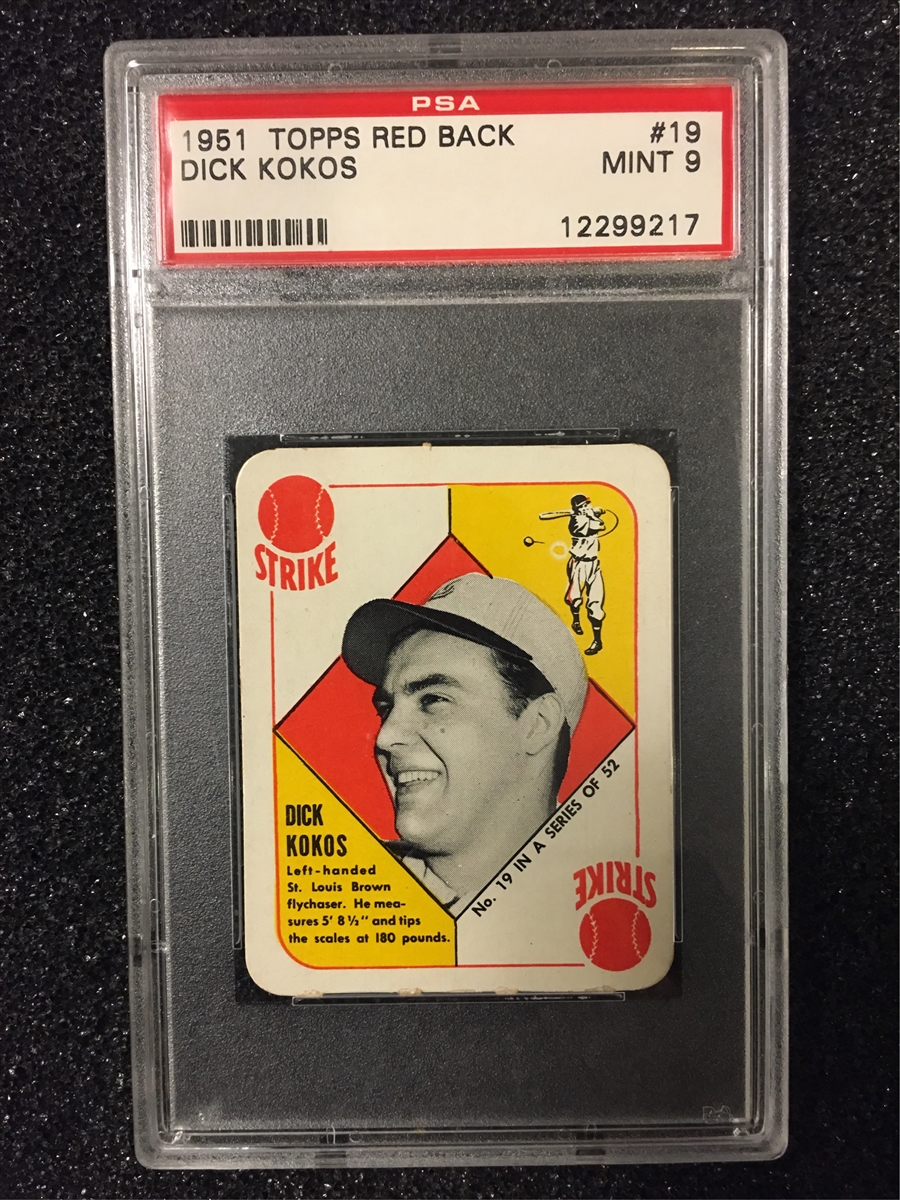 PSA
1951 TOPPS RED BACK #19
DICK KOKOS MINT 9
12299217
STRIKE
DICK
KOKOS
Left-handed
St. Louis Brown
flychaser. He mea-
sures 5' 8 ½" and tips
the scales at 180 pounds.
No. 19 IN A SERIES OF 52
STRIKE